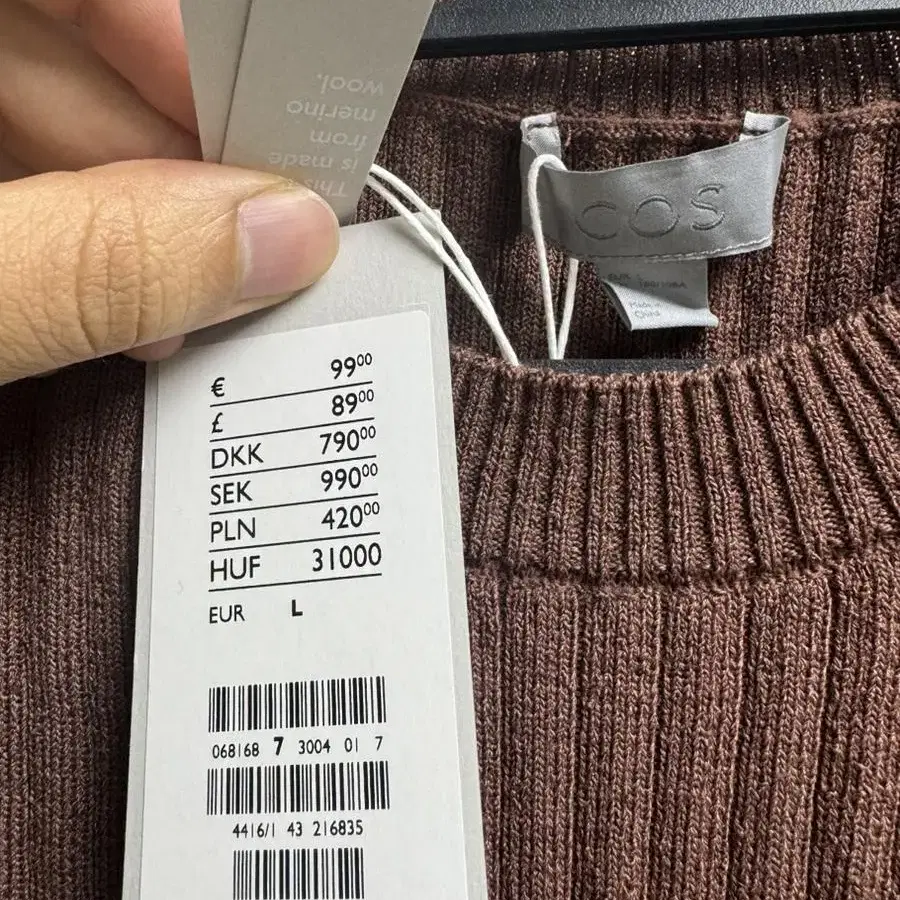 This
is made
from
merino
wool.
COS
L
Made in
China
€ 99⁰⁰
£ 89⁰⁰
DKK 790⁰⁰
SEK 990⁰⁰
PLN 420⁰⁰
HUF 31000
EUR L
068168 7 3004 01 7
4416/1 43 216835